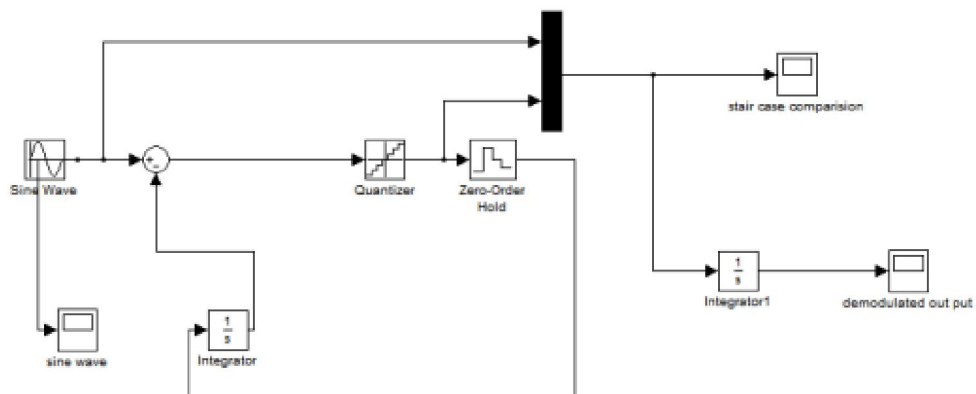 stair case comparision
+
-
Sine Wave
Quantizer
Zero-Order
Hold
1
s
Integrator1
demodulated out put
sine wave
1
s
Integrator